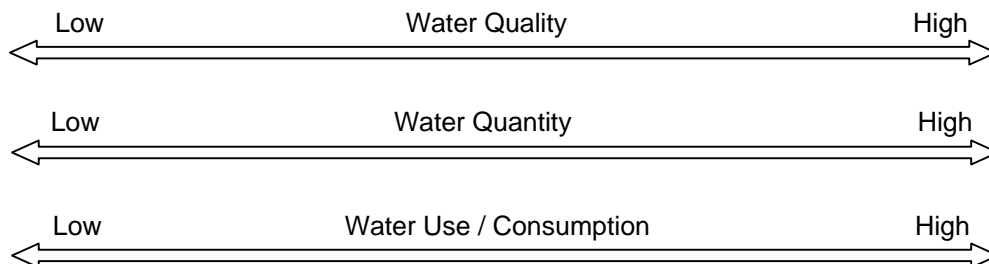 Low Water Quality High
Low Water Quantity High
Low Water Use / Consumption High